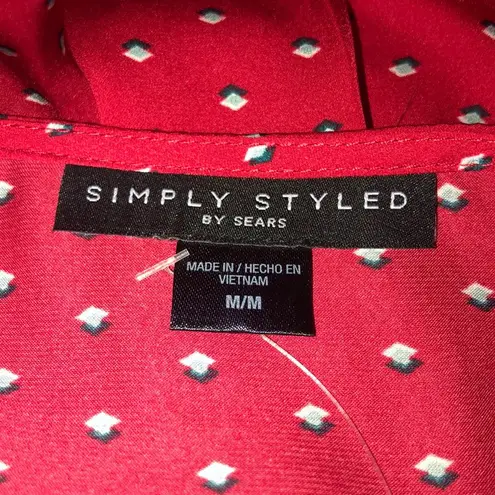 SIMPLY STYLED
BY SEARS
MADE IN / HECHO EN
VIETNAM
M/M